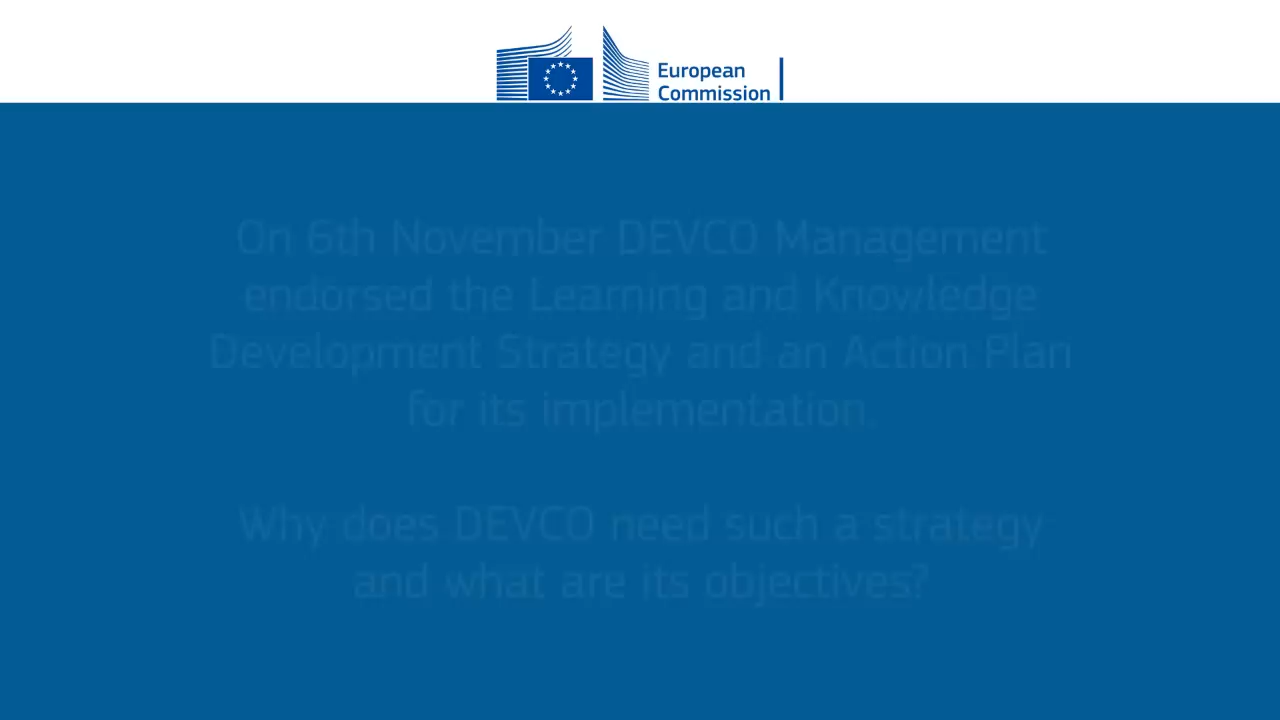 European
Commission
On 6th November DEVCO Management
endorsed the Learning and Knowledge
Development Strategy and an Action Plan
for its implementation.
Why does DEVCO need such a strategy
and what are its objectives?